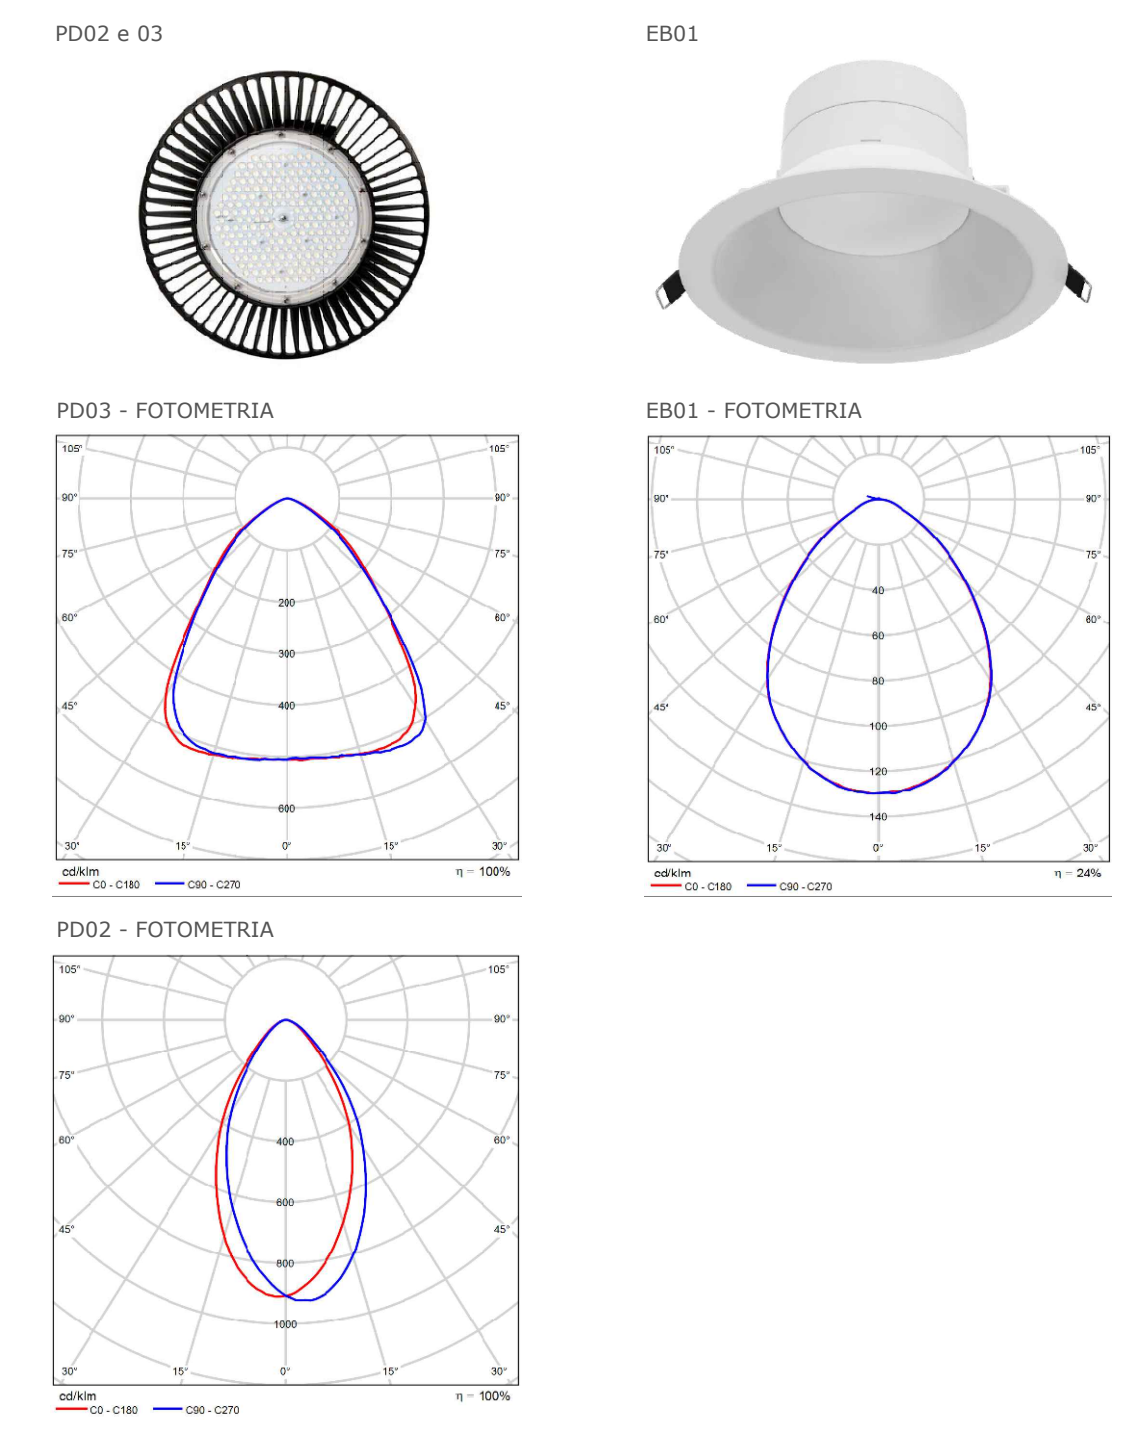 PD02 e 03
EB01
PD03 - FOTOMETRIA
105° 105°
90° 90°
75° 75°
60° 60°
45° 45°
200
300
400
600
30° 15° 0° 15° 30°
cd/klm η = 100%
C0 - C180 C90 - C270
EB01 - FOTOMETRIA
105° 105°
90° 90°
75° 75°
60° 60°
45° 45°
40
60
80
100
120
140
30° 15° 0° 15° 30°
cd/klm η = 24%
C0 - C180 C90 - C270
PD02 - FOTOMETRIA
105° 105°
90° 90°
75° 75°
60° 60°
45° 45°
400
600
800
1000
30° 15° 0° 15° 30°
cd/klm η = 100%
C0 - C180 C90 - C270